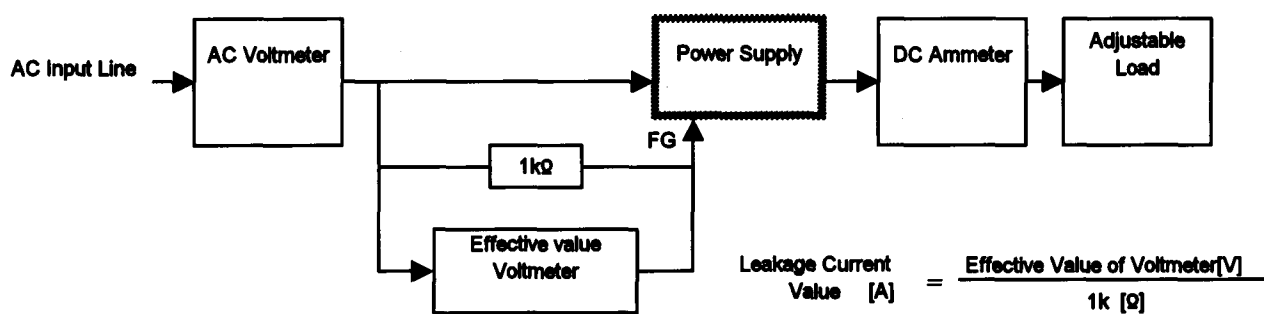 AC Input Line
AC Voltmeter
Power Supply
DC Ammeter
Adjustable
Load
FG
1kΩ
Effective value
Voltmeter
Leakage Current
Value [A]
=
Effective Value of Voltmeter[V]
1k [Ω]